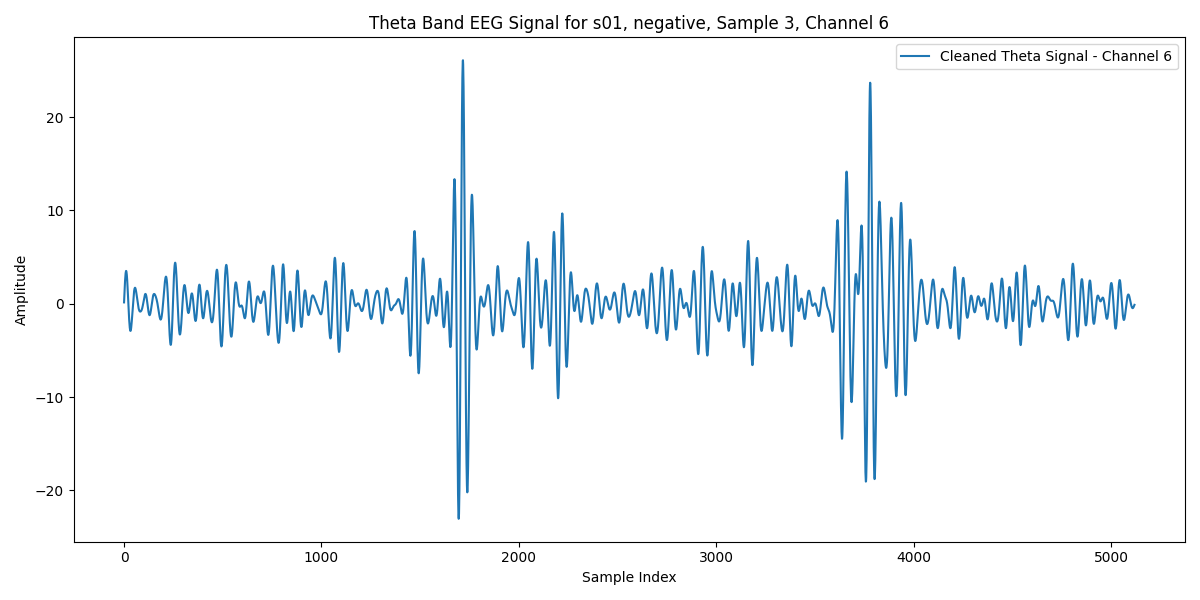 Theta Band EEG Signal for s01, negative, Sample 3, Channel 6
Cleaned Theta Signal - Channel 6
Amplitude
20
10
0
−10
−20
0 1000 2000 3000 4000 5000
Sample Index